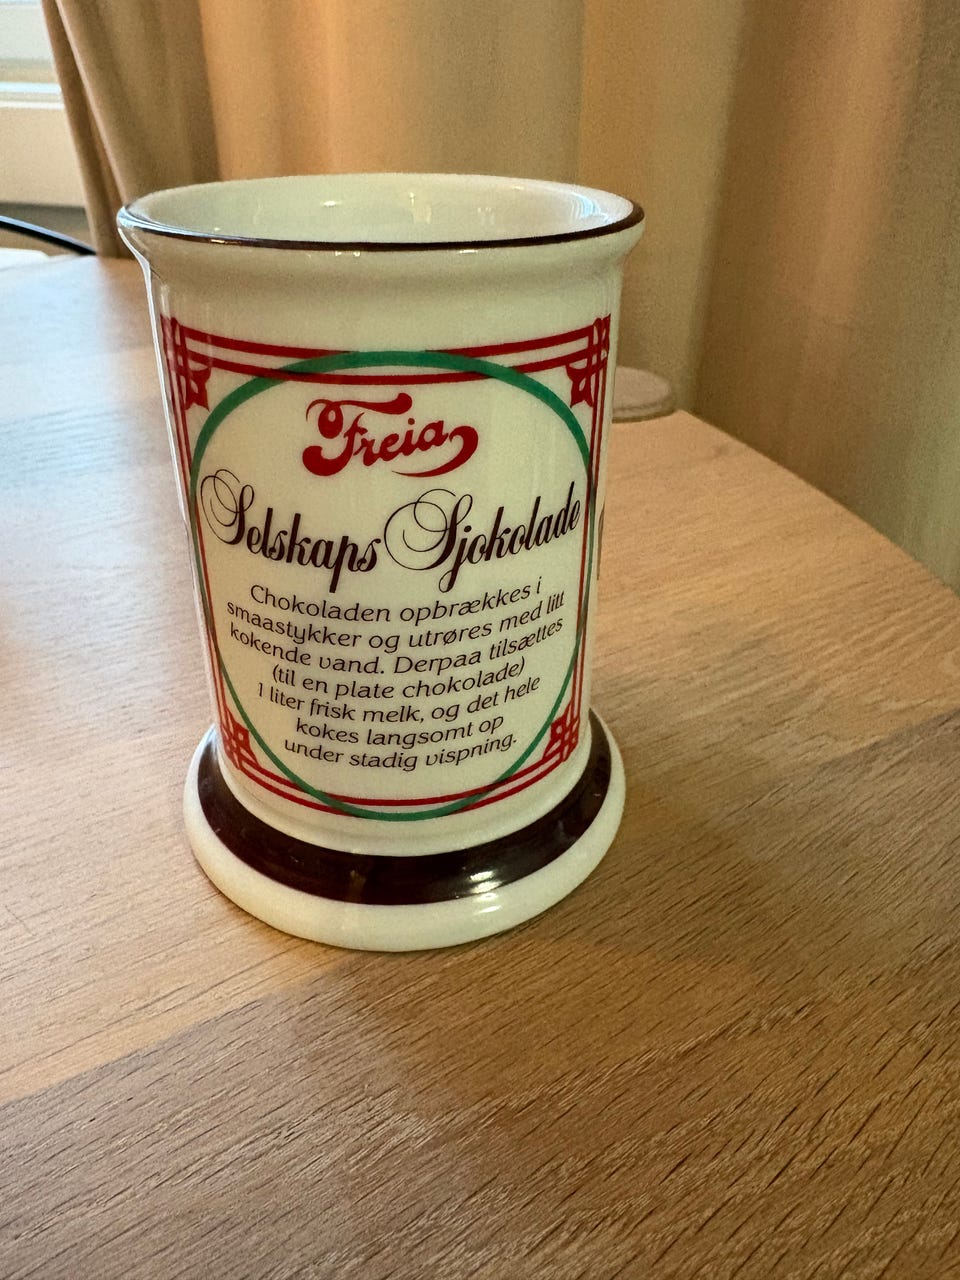 Freia
Selskaps Sjokolade
Chokoladen opbrækkes i
smaastykker og utrøres med litt
kokende vand. Derpaa tilsættes
(til en plate chokolade)
1 liter frisk melk, og det hele
kokes langsomt op
under stadig vispning.